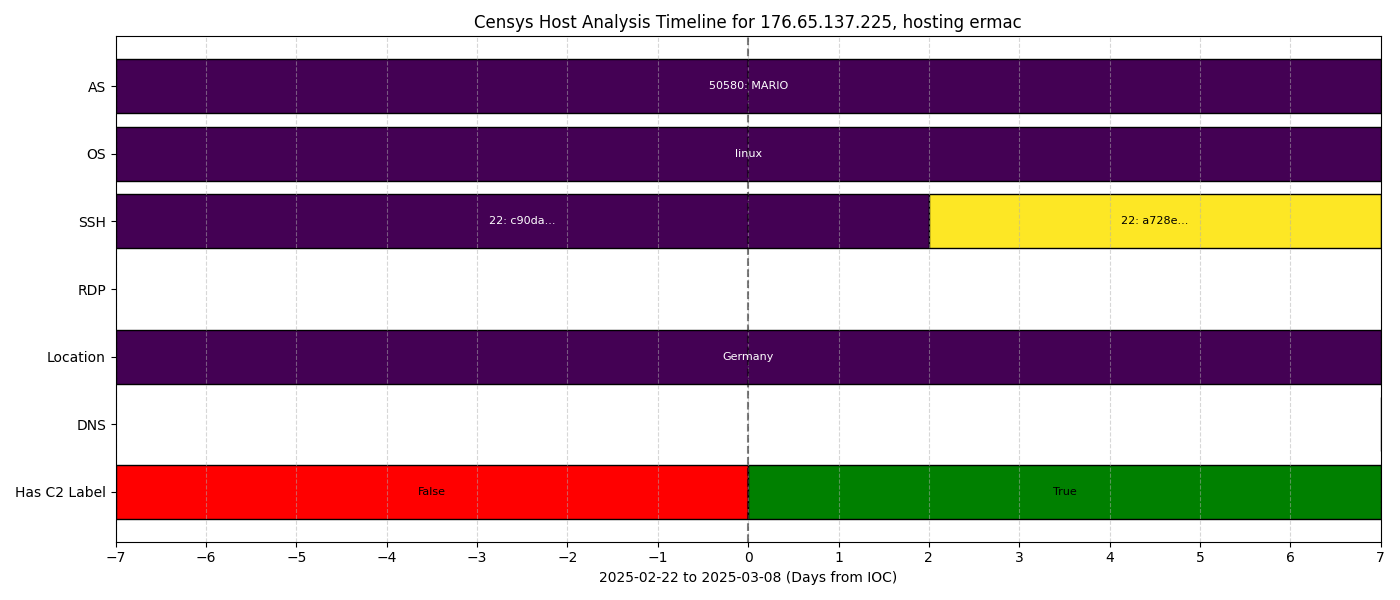 Censys Host Analysis Timeline for 176.65.137.225, hosting ermac
AS
50580: MARIO
OS
linux
SSH
22: c90da...
22: a728e...
RDP
Location
Germany
DNS
Has C2 Label
False
True
−7 −6 −5 −4 −3 −2 −1 0 1 2 3 4 5 6 7
2025-02-22 to 2025-03-08 (Days from IOC)